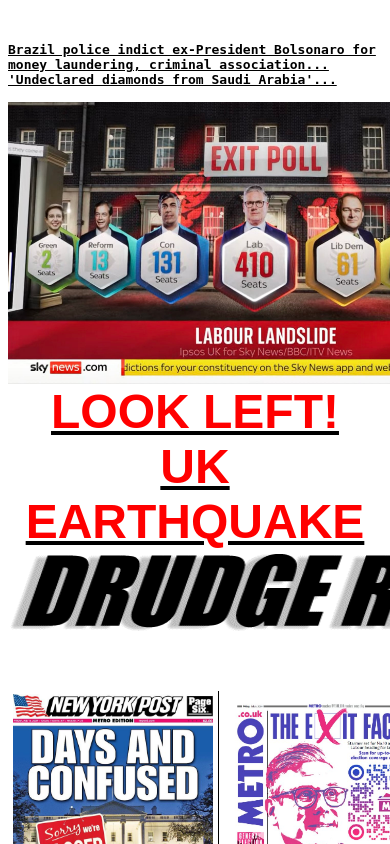 Brazil police indict ex-President Bolsonaro for
money laundering, criminal association...
'Undeclared diamonds from Saudi Arabia'...
EXIT POLL
Green
2
Seats
Reform
13
Seats
Con
131
Seats
Lab
410
Seats
Lib Dem
61
Seats
LABOUR LANDSLIDE
Ipsos UK for Sky News/BBC/ITV News
sky news.com
dictions for your constituency on the Sky News app and wel
LOOK LEFT!
UK
EARTHQUAKE
DRUDGE R
NEW YORK POST
Page Six
METRO EDITION
DAYS AND
CONFUSED
Sorry
we're
.co.uk
METRO
THE EXIT FAC